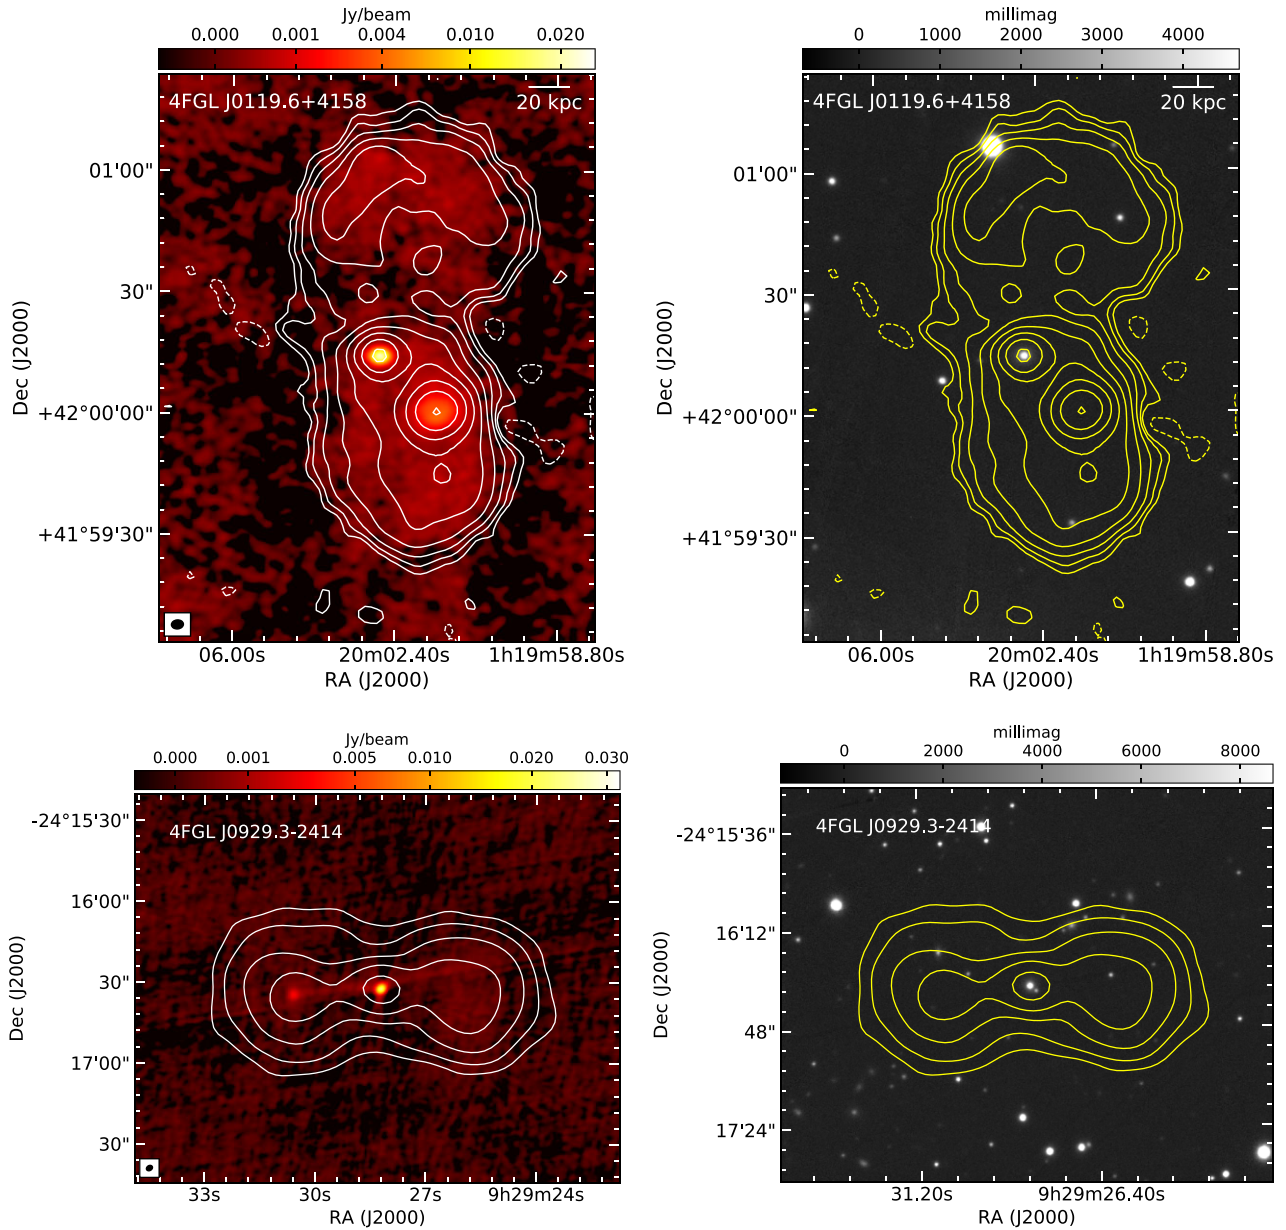 Jy/beam
0.000 0.001 0.004 0.010 0.020
4FGL J0119.6+4158
20 kpc
01'00"
30"
+42°00'00"
+41°59'30"
Dec (J2000)
06.00s 20m02.40s 1h19m58.80s
RA (J2000)
millimag
0 1000 2000 3000 4000
4FGL J0119.6+4158
20 kpc
01'00"
30"
+42°00'00"
+41°59'30"
Dec (J2000)
06.00s 20m02.40s 1h19m58.80s
RA (J2000)
Jy/beam
0.000 0.001 0.005 0.010 0.020 0.030
4FGL J0929.3-2414
-24°15'30"
16'00"
30"
17'00"
30"
Dec (J2000)
33s 30s 27s 9h29m24s
RA (J2000)
millimag
0 2000 4000 6000 8000
4FGL J0929.3-2414
-24°15'36"
16'12"
48"
17'24"
Dec (J2000)
31.20s 9h29m26.40s
RA (J2000)